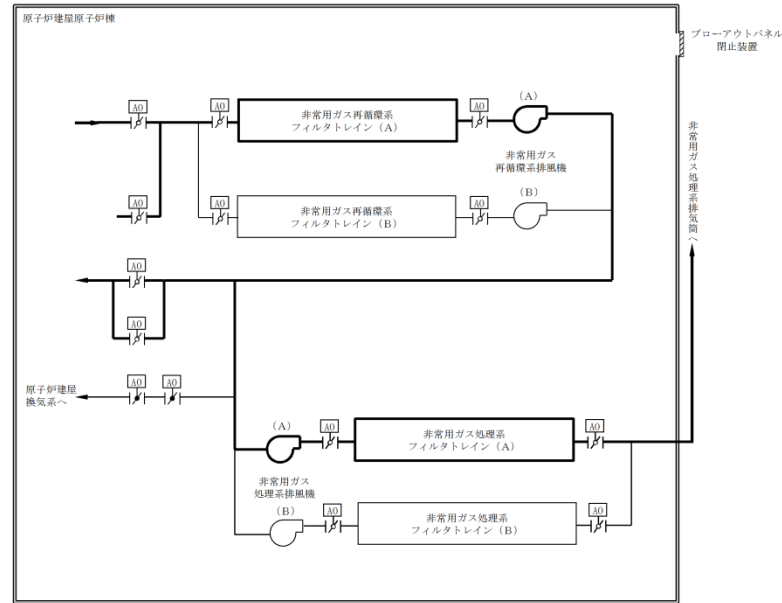 原子炉建屋原子炉棟
ブローアウトパネル
閉止装置
AO
AO
非常用ガス再循環系
フィルタトレイン（A）
AO
（A）
非常用ガス
再循環系排風機
AO
AO
非常用ガス再循環系
フィルタトレイン（B）
AO
（B）
非常用ガス処理系排気筒へ
AO
AO
原子炉建屋
換気系へ
AO
AO
（A）
AO
非常用ガス処理系
フィルタトレイン（A）
AO
非常用ガス
処理系排風機
（B）
AO
非常用ガス処理系
フィルタトレイン（B）
AO